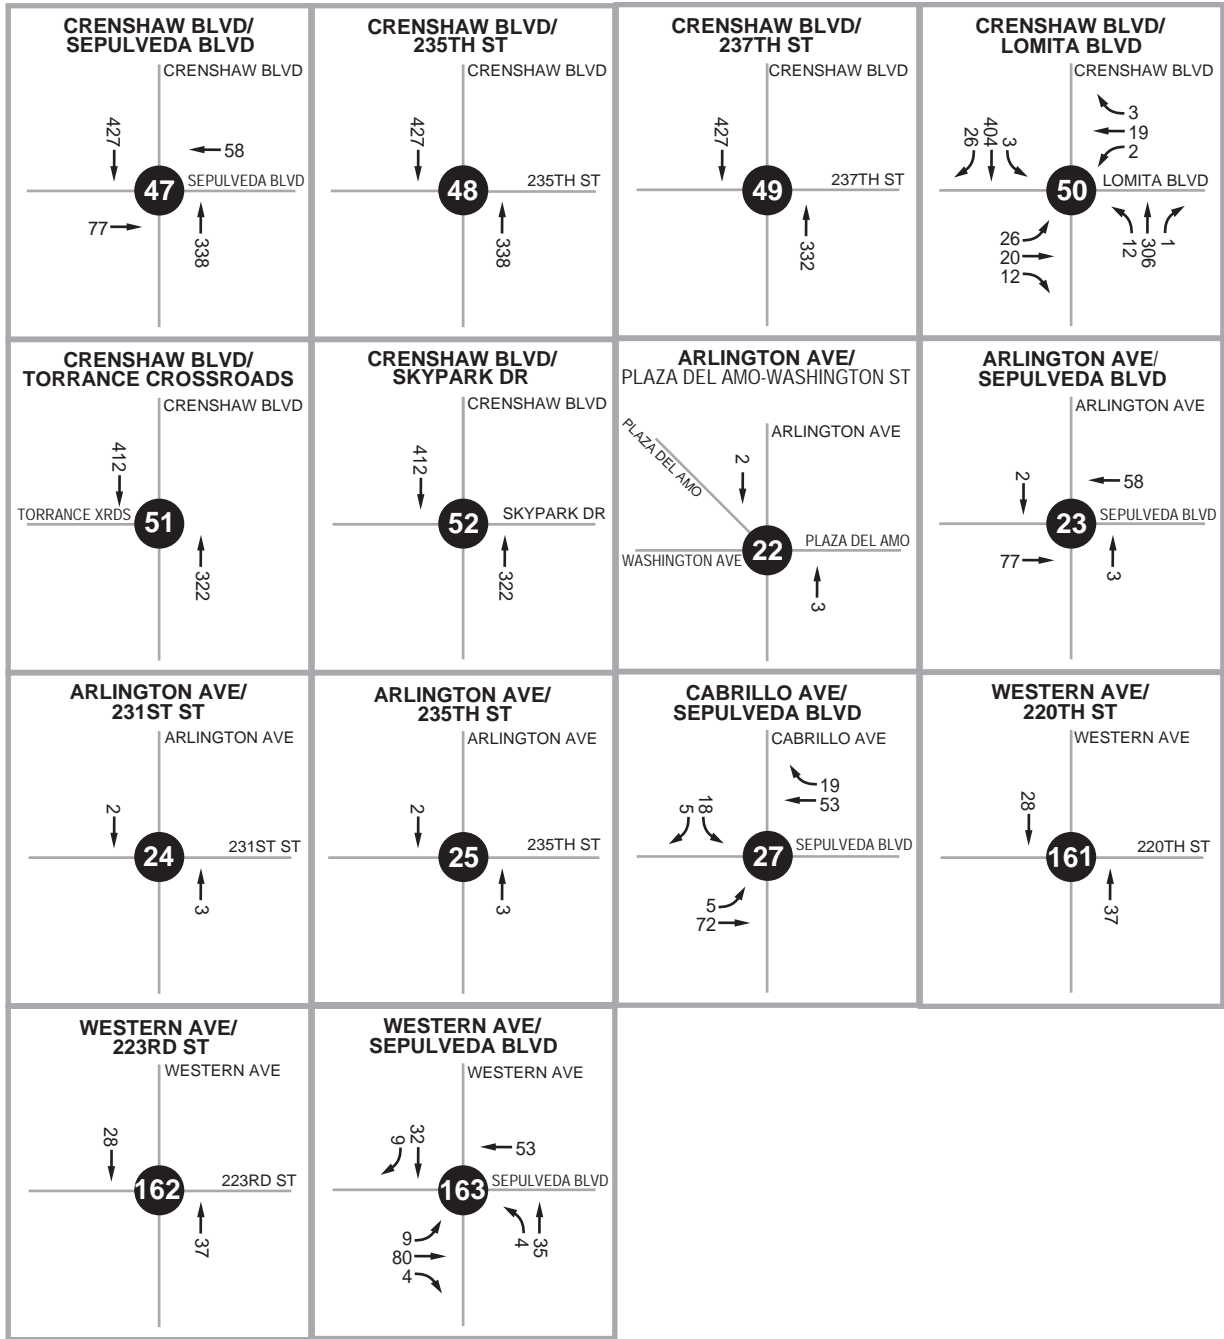 CRENSHAW BLVD/
SEPULVEDA BLVD
CRENSHAW BLVD
427
58
47
SEPULVEDA BLVD
77
338
CRENSHAW BLVD/
235TH ST
CRENSHAW BLVD
427
48
235TH ST
338
CRENSHAW BLVD/
237TH ST
CRENSHAW BLVD
427
49
237TH ST
332
CRENSHAW BLVD/
LOMITA BLVD
CRENSHAW BLVD
26
404
3
3
19
2
50
LOMITA BLVD
26
20
12
12
306
1
CRENSHAW BLVD/
TORRANCE CROSSROADS
CRENSHAW BLVD
412
TORRANCE XRDS
51
322
CRENSHAW BLVD/
SKYPARK DR
CRENSHAW BLVD
412
52
SKYPARK DR
322
ARLINGTON AVE/
PLAZA DEL AMO-WASHINGTON ST
ARLINGTON AVE
PLAZA DEL AMO
2
WASHINGTON AVE
22
PLAZA DEL AMO
3
ARLINGTON AVE/
SEPULVEDA BLVD
ARLINGTON AVE
2
58
23
SEPULVEDA BLVD
77
3
ARLINGTON AVE/
231ST ST
ARLINGTON AVE
2
24
231ST ST
3
ARLINGTON AVE/
235TH ST
ARLINGTON AVE
2
25
235TH ST
3
CABRILLO AVE/
SEPULVEDA BLVD
CABRILLO AVE
5
18
19
53
27
SEPULVEDA BLVD
5
72
WESTERN AVE/
220TH ST
WESTERN AVE
28
161
220TH ST
37
WESTERN AVE/
223RD ST
WESTERN AVE
28
162
223RD ST
37
WESTERN AVE/
SEPULVEDA BLVD
WESTERN AVE
9
32
53
163
SEPULVEDA BLVD
9
80
4
4
35